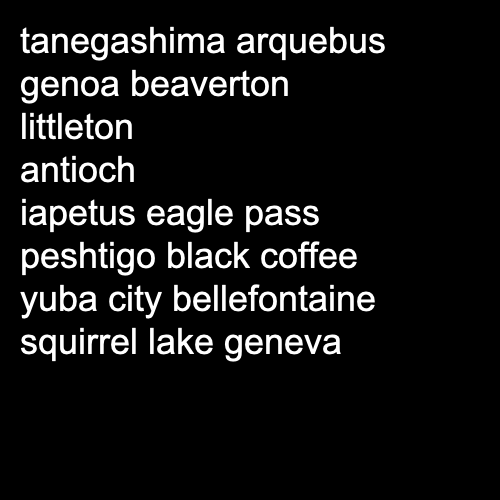 tanegashima arquebus
genoa beaverton
littleton
antioch
iapetus eagle pass
peshtigo black coffee
yuba city bellefontaine
squirrel lake geneva